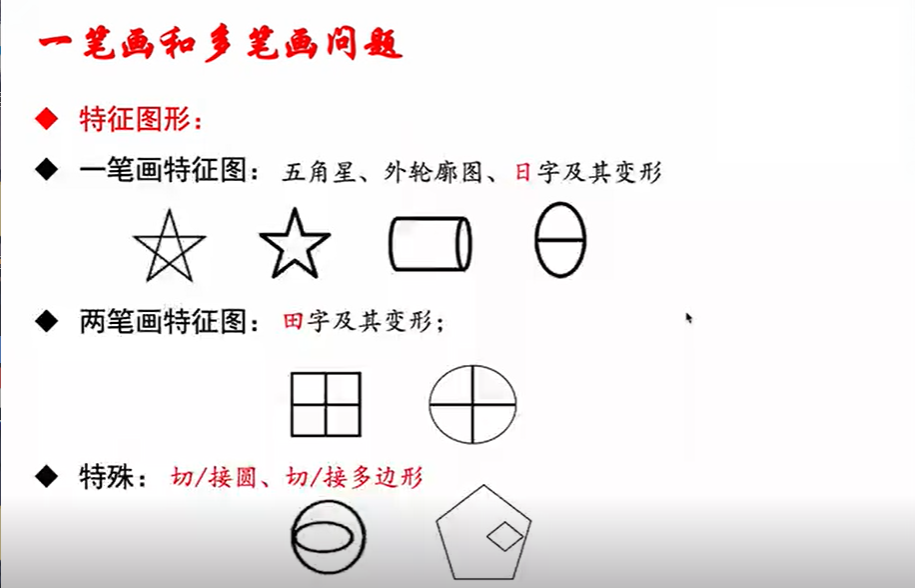 一笔画和多笔画问题
◆ 特征图形：
◆ 一笔画特征图：五角星、外轮廓图、日字及其变形
◆ 两笔画特征图：田字及其变形；
◆ 特殊：切/接圆、切/接多边形